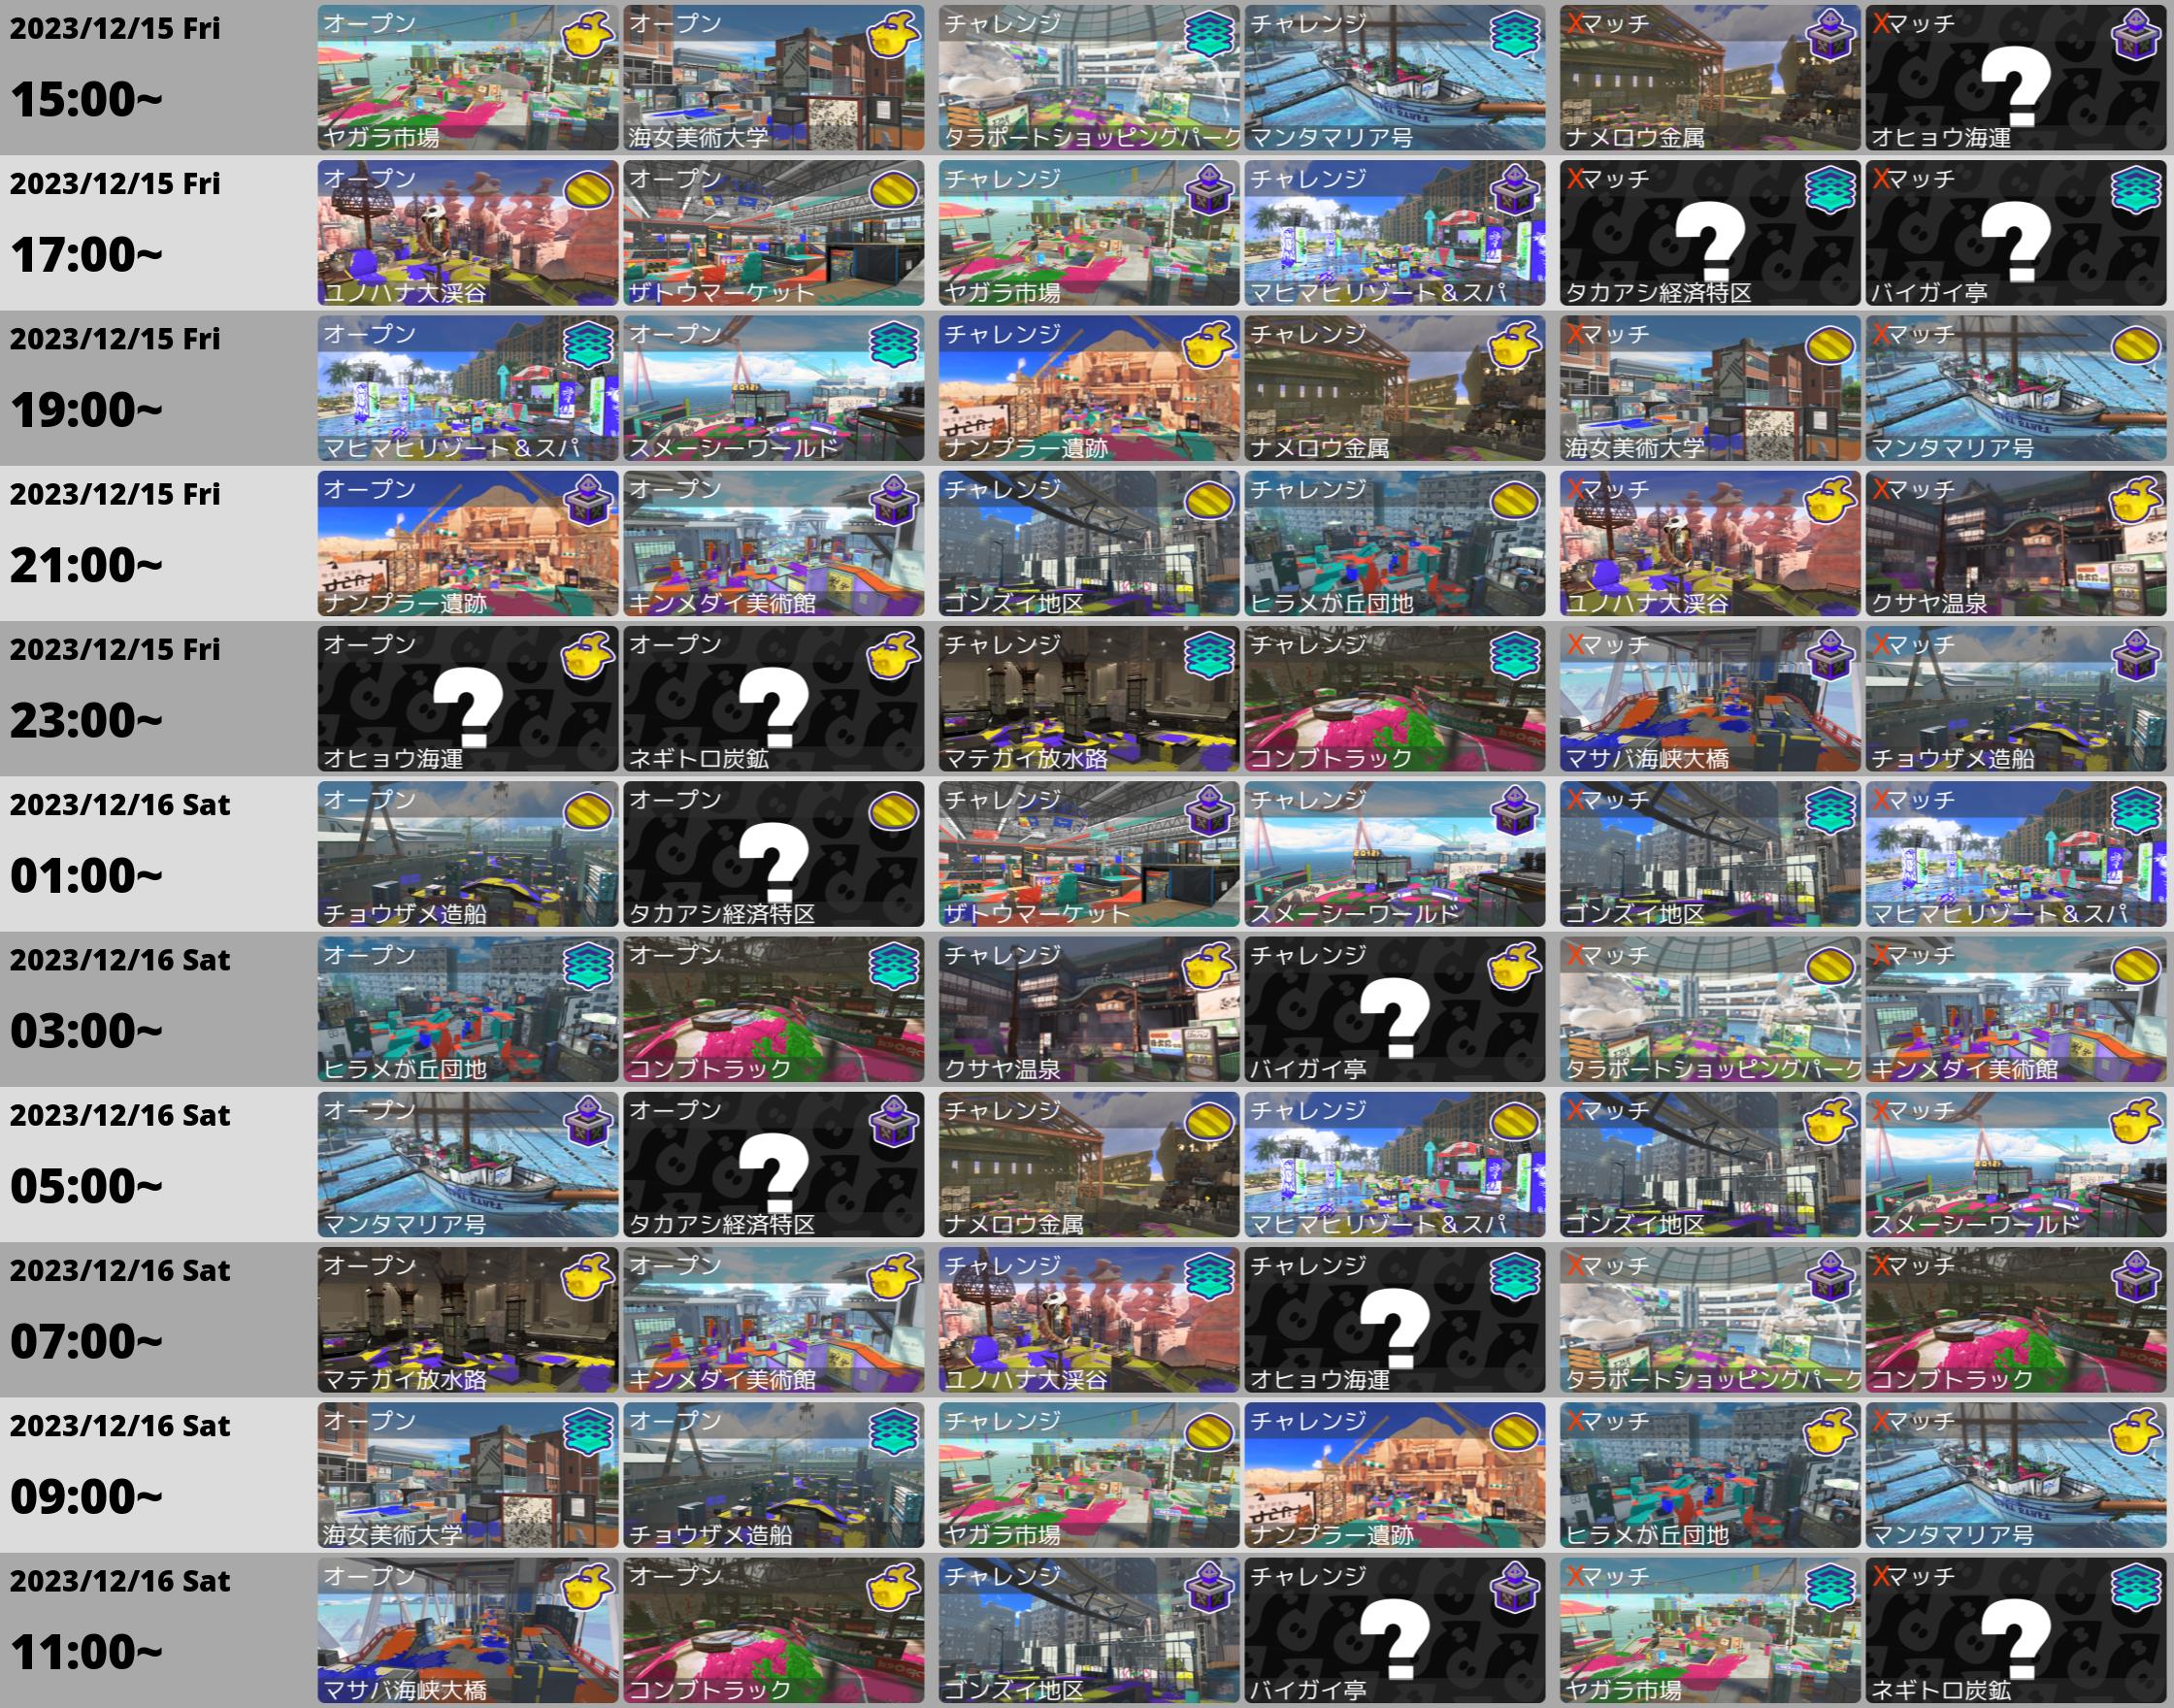 2023/12/15 Fri
15:00~
オープン
ヤガラ市場
オープン
海女美術大学
チャレンジ
タラポートショッピングパーク
チャレンジ
マンタマリア号
Xマッチ
ナメロウ金属
Xマッチ
オヒョウ海運
2023/12/15 Fri
17:00~
オープン
ユノハナ大渓谷
オープン
ザトウマーケット
チャレンジ
ヤガラ市場
チャレンジ
マヒマヒリゾート&スパ
Xマッチ
タカアシ経済特区
Xマッチ
バイガイ亭
2023/12/15 Fri
19:00~
オープン
マヒマヒリゾート&スパ
オープン
スメーシーワールド
チャレンジ
ナンプラー遺跡
チャレンジ
ナメロウ金属
Xマッチ
海女美術大学
Xマッチ
マンタマリア号
2023/12/15 Fri
21:00~
オープン
ナンプラー遺跡
オープン
キンメダイ美術館
チャレンジ
ゴンズイ地区
チャレンジ
ヒラメが丘団地
Xマッチ
ユノハナ大渓谷
Xマッチ
クサヤ温泉
2023/12/15 Fri
23:00~
オープン
オヒョウ海運
オープン
ネギトロ炭鉱
チャレンジ
マテガイ放水路
チャレンジ
コンブトラック
Xマッチ
マサバ海峡大橋
Xマッチ
チョウザメ造船
2023/12/16 Sat
01:00~
オープン
チョウザメ造船
オープン
タカアシ経済特区
チャレンジ
ザトウマーケット
チャレンジ
スメーシーワールド
Xマッチ
ゴンズイ地区
Xマッチ
マヒマヒリゾート&スパ
2023/12/16 Sat
03:00~
オープン
ヒラメが丘団地
オープン
コンブトラック
チャレンジ
クサヤ温泉
チャレンジ
バイガイ亭
Xマッチ
タラポートショッピングパーク
Xマッチ
キンメダイ美術館
2023/12/16 Sat
05:00~
オープン
マンタマリア号
オープン
タカアシ経済特区
チャレンジ
ナメロウ金属
チャレンジ
マヒマヒリゾート&スパ
Xマッチ
ゴンズイ地区
Xマッチ
スメーシーワールド
2023/12/16 Sat
07:00~
オープン
マテガイ放水路
オープン
キンメダイ美術館
チャレンジ
ユノハナ大渓谷
チャレンジ
オヒョウ海運
Xマッチ
タラポートショッピングパーク
Xマッチ
コンブトラック
2023/12/16 Sat
09:00~
オープン
海女美術大学
オープン
チョウザメ造船
チャレンジ
ヤガラ市場
チャレンジ
ナンプラー遺跡
Xマッチ
ヒラメが丘団地
Xマッチ
マンタマリア号
2023/12/16 Sat
11:00~
オープン
マサバ海峡大橋
オープン
コンブトラック
チャレンジ
ゴンズイ地区
チャレンジ
バイガイ亭
Xマッチ
ヤガラ市場
Xマッチ
ネギトロ炭鉱